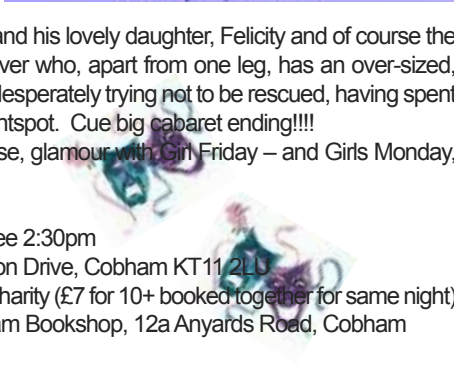 and his lovely daughter, Felicity and of course the
ver who, apart from one leg, has an over-sized,
desperately trying not to be rescued, having spent
ntspot. Cue big cabaret ending!!!!
se, glamour with Girl Friday – and Girls Monday,
ee 2:30pm
on Drive, Cobham KT11 2LU
harity (£7 for 10+ booked together for same night)
am Bookshop, 12a Anyards Road, Cobham